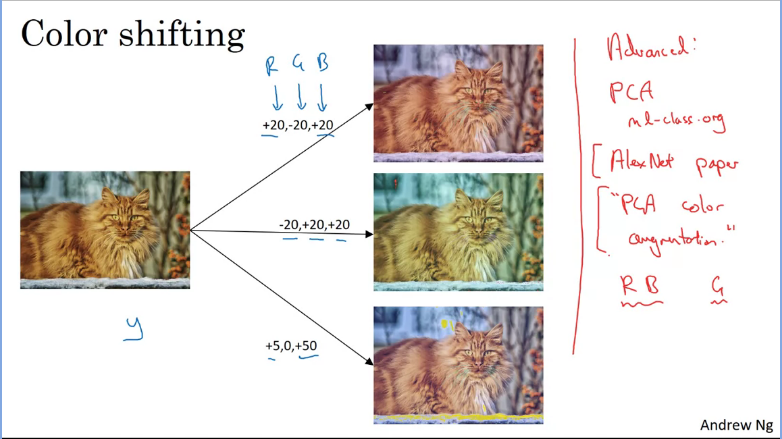 Color shifting
R G B
+20,-20,+20
-20,+20,+20
+5,0,+50
y
Advanced:
PCA
ml-class.org
AlexNet paper
"PCA color
augmentation."
R B G
Andrew Ng